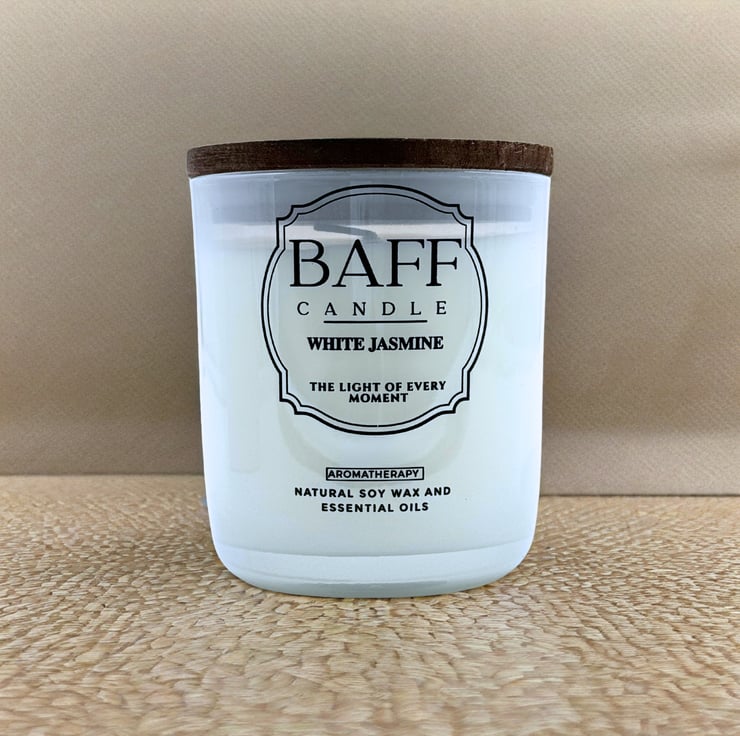 BAFF
CANDLE
WHITE JASMINE
THE LIGHT OF EVERY
MOMENT
AROMATHERAPY
NATURAL SOY WAX AND
ESSENTIAL OILS